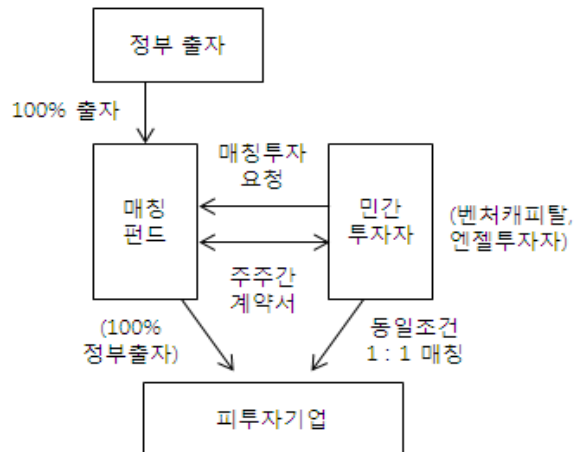 정부 출자
100% 출자
매칭투자
요청
매칭
펀드
민간
투자자
(벤처캐피탈,
엔젤투자자)
주주간
계약서
(100%
정부출자)
동일조건
1 : 1 매칭
피투자기업